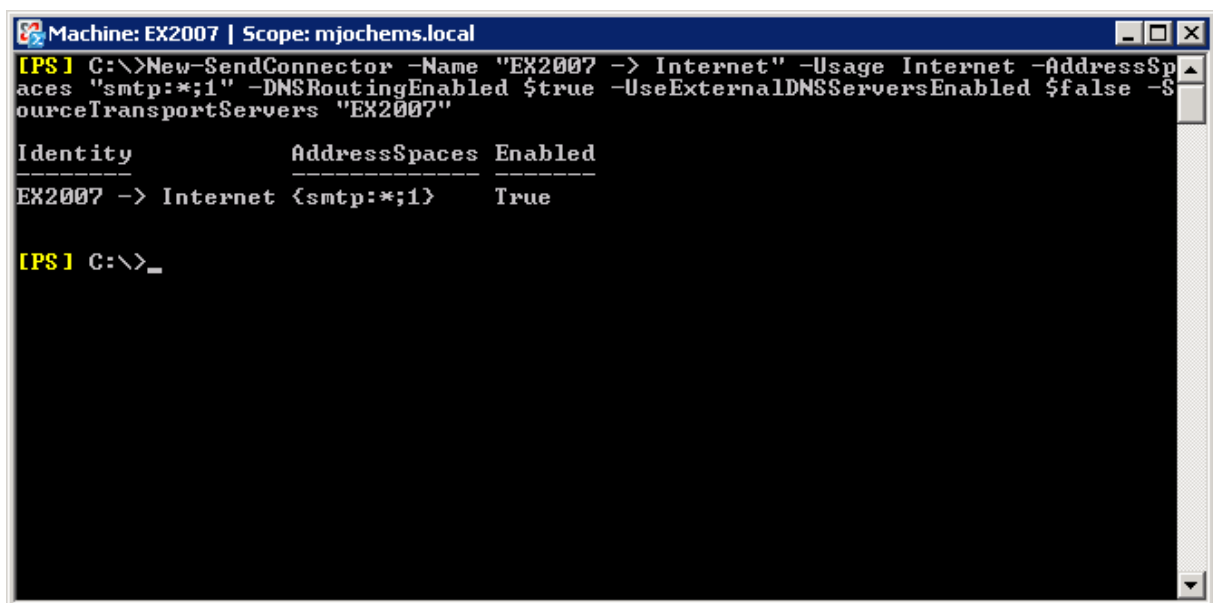 Machine: EX2007 | Scope: mjochems.local
[PS] C:\>New-SendConnector -Name "EX2007 -> Internet" -Usage Internet -AddressSp
aces "smtp:*;1" -DNSRoutingEnabled $true -UseExternalDNSServersEnabled $false -S
ourceTransportServers "EX2007"
Identity AddressSpaces Enabled
-------- ------------- -------
EX2007 -> Internet {smtp:*;1} True
[PS] C:\>_